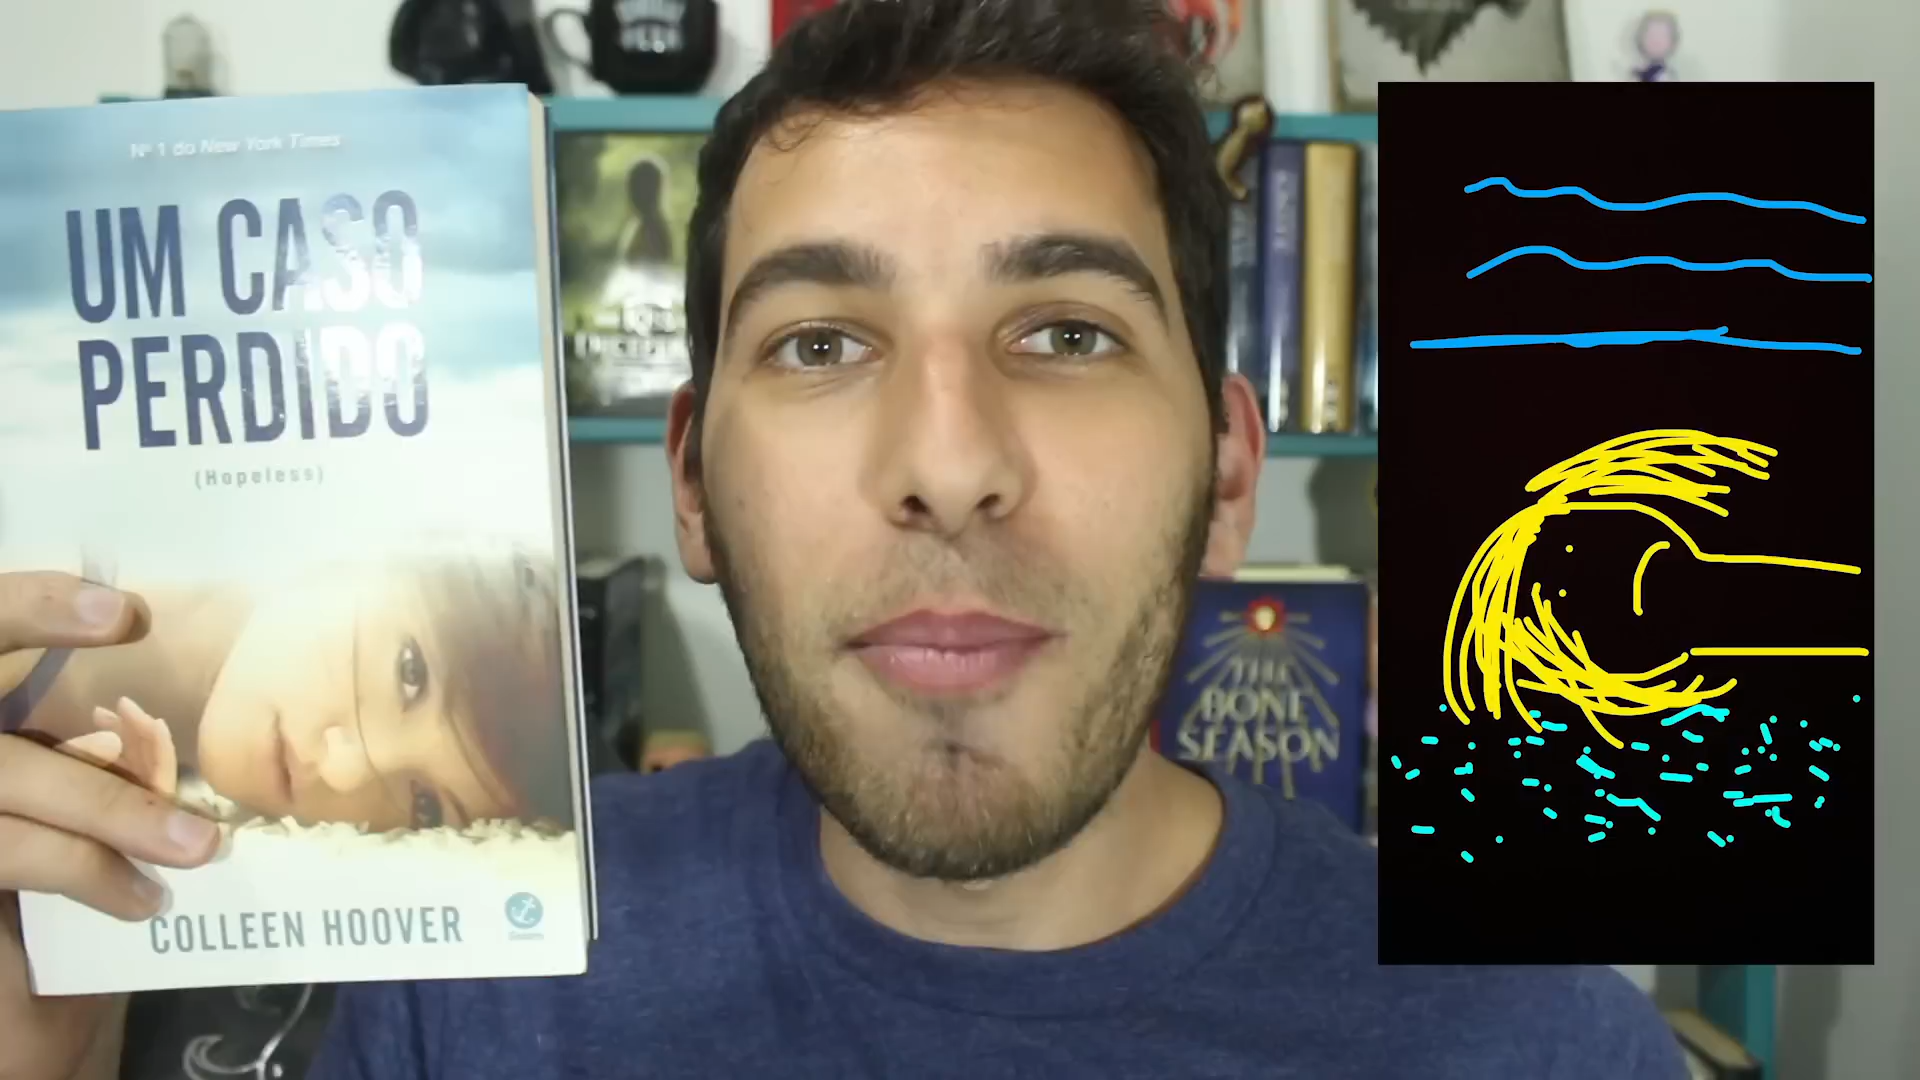 Nº 1 do New York Times
UM CASO
PERDIDO
(Hopeless)
COLLEEN HOOVER
THE
BONE
SEASON